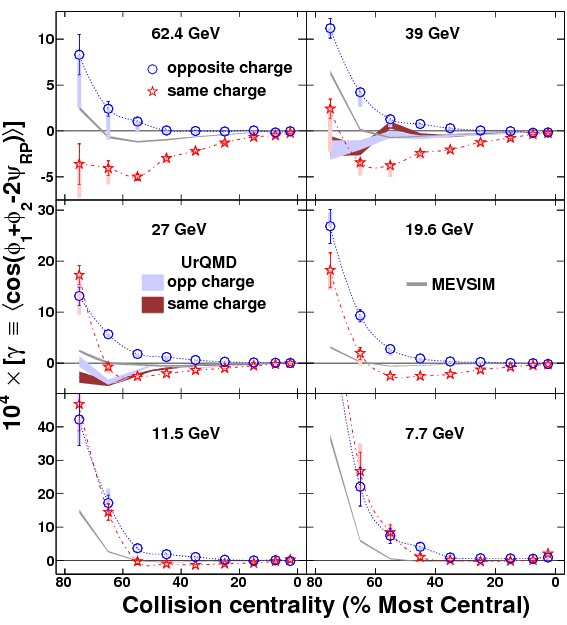 62.4 GeV
39 GeV
opposite charge
same charge
10
5
0
-5
27 GeV
19.6 GeV
UrQMD
opp charge
same charge
MEVSIM
30
20
10
0
11.5 GeV
7.7 GeV
40
30
20
10
0
80 60 40 20 0 80 60 40 20 0
Collision centrality (% Most Central)
10⁴ × [γ ≡ ⟨cos(ϕ₁+ϕ₂-2ψ_RP)⟩]